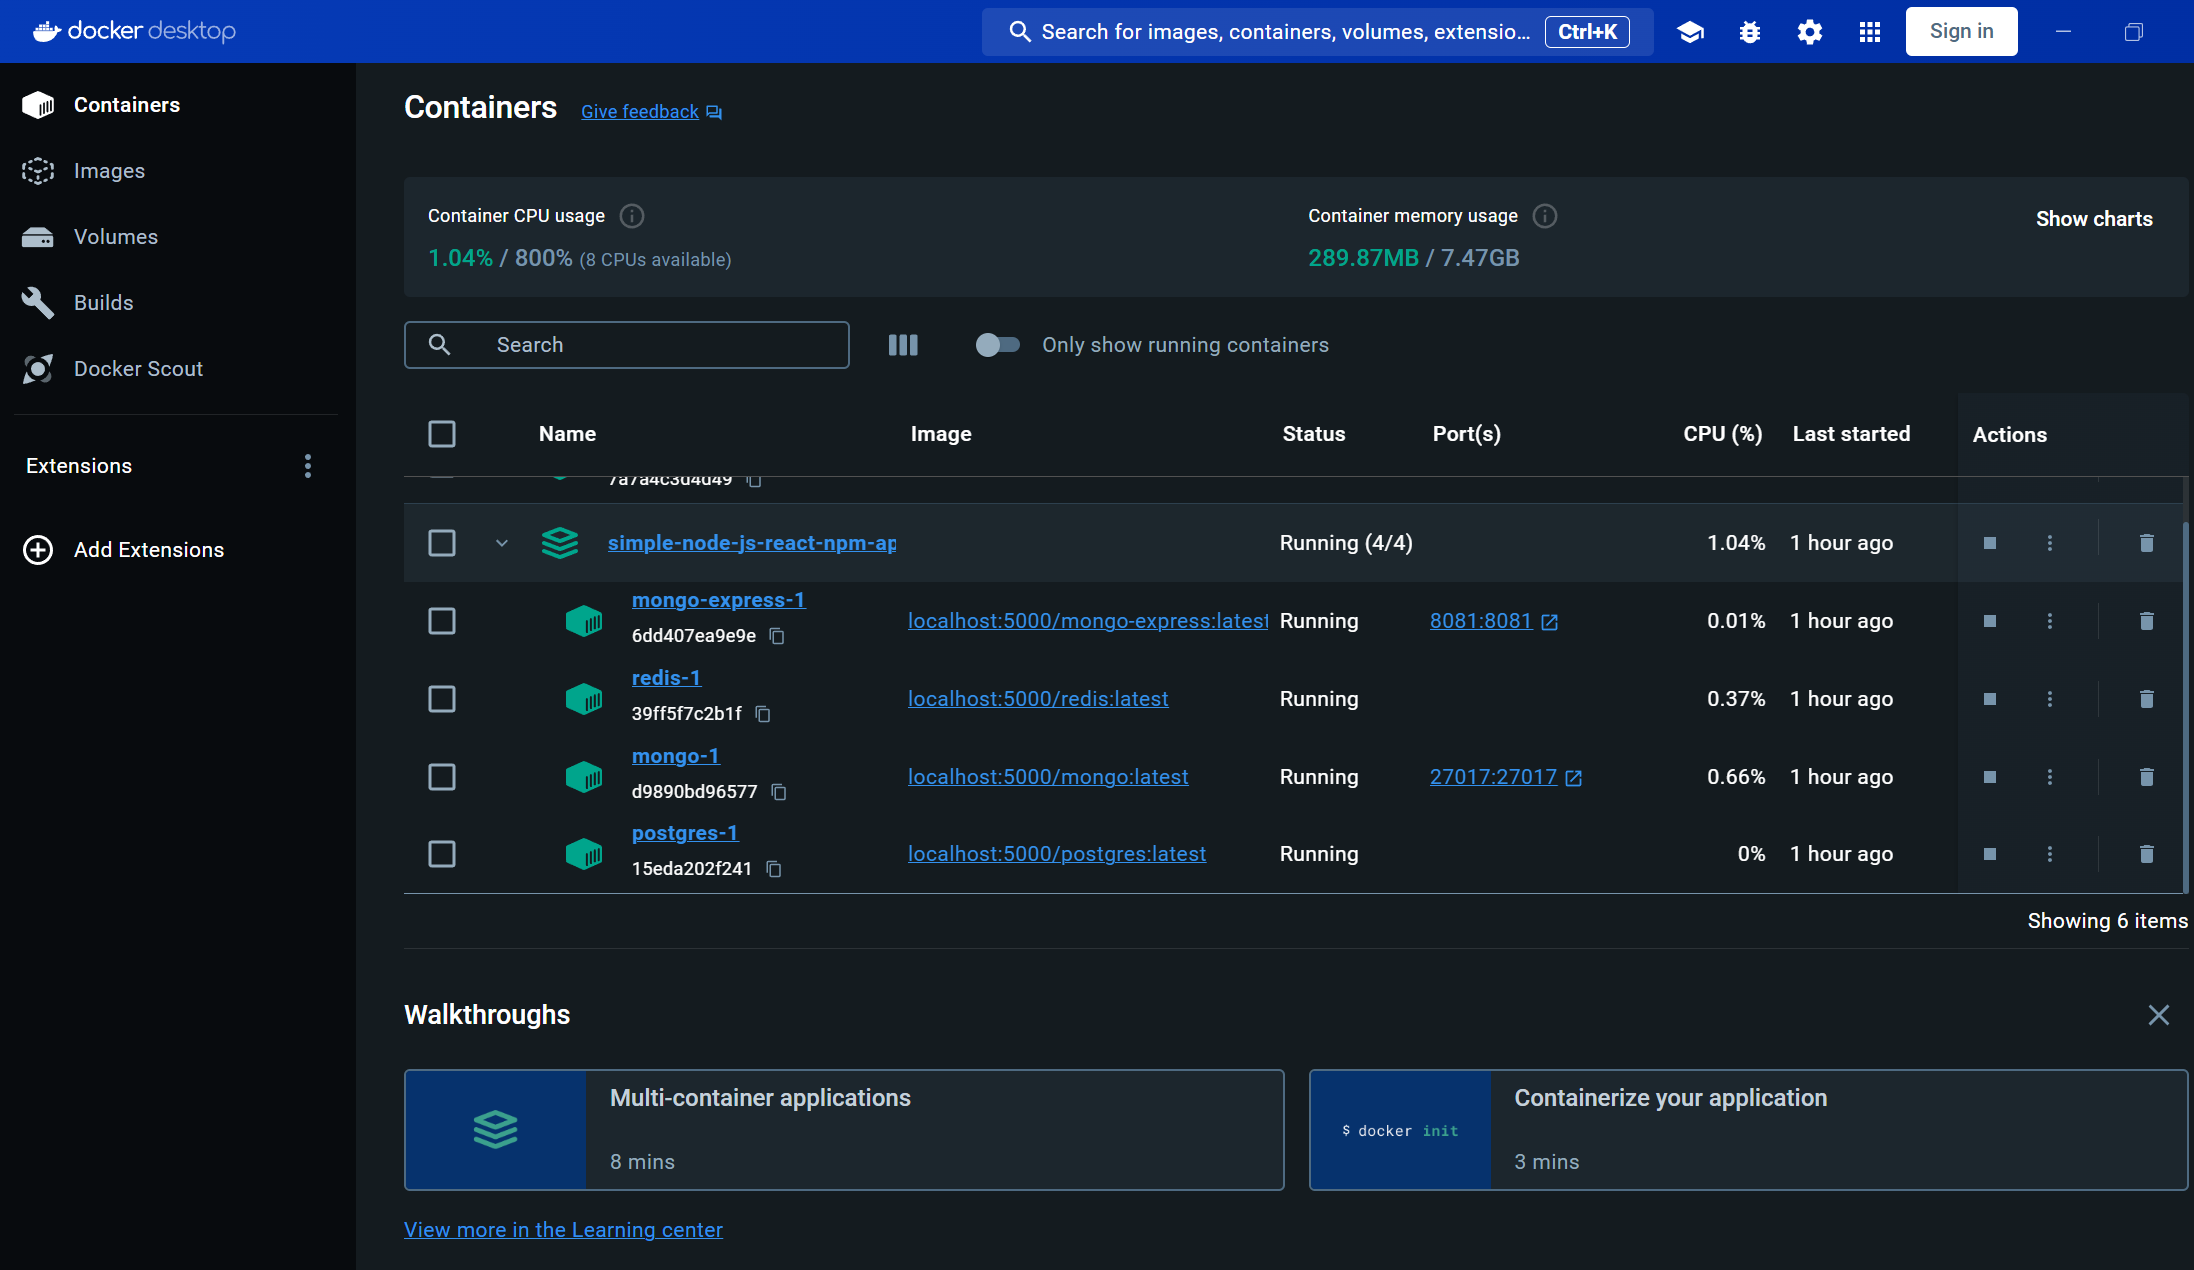 docker desktop
Search for images, containers, volumes, extensio... Ctrl+K
Sign in
Containers
Images
Volumes
Builds
Docker Scout
Extensions
Add Extensions
Containers Give feedback
Container CPU usage
1.04% / 800% (8 CPUs available)
Container memory usage
289.87MB / 7.47GB
Show charts
Search
Only show running containers
Name Image Status Port(s) CPU (%) Last started Actions
7a7a4c3d4d49
simple-node-js-react-npm-ap Running (4/4) 1.04% 1 hour ago
mongo-express-1
6dd407ea9e9e
localhost:5000/mongo-express:latest Running 8081:8081 0.01% 1 hour ago
redis-1
39ff5f7c2b1f
localhost:5000/redis:latest Running 0.37% 1 hour ago
mongo-1
d9890bd96577
localhost:5000/mongo:latest Running 27017:27017 0.66% 1 hour ago
postgres-1
15eda202f241
localhost:5000/postgres:latest Running 0% 1 hour ago
Showing 6 items
Walkthroughs
Multi-container applications
8 mins
$ docker init
Containerize your application
3 mins
View more in the Learning center